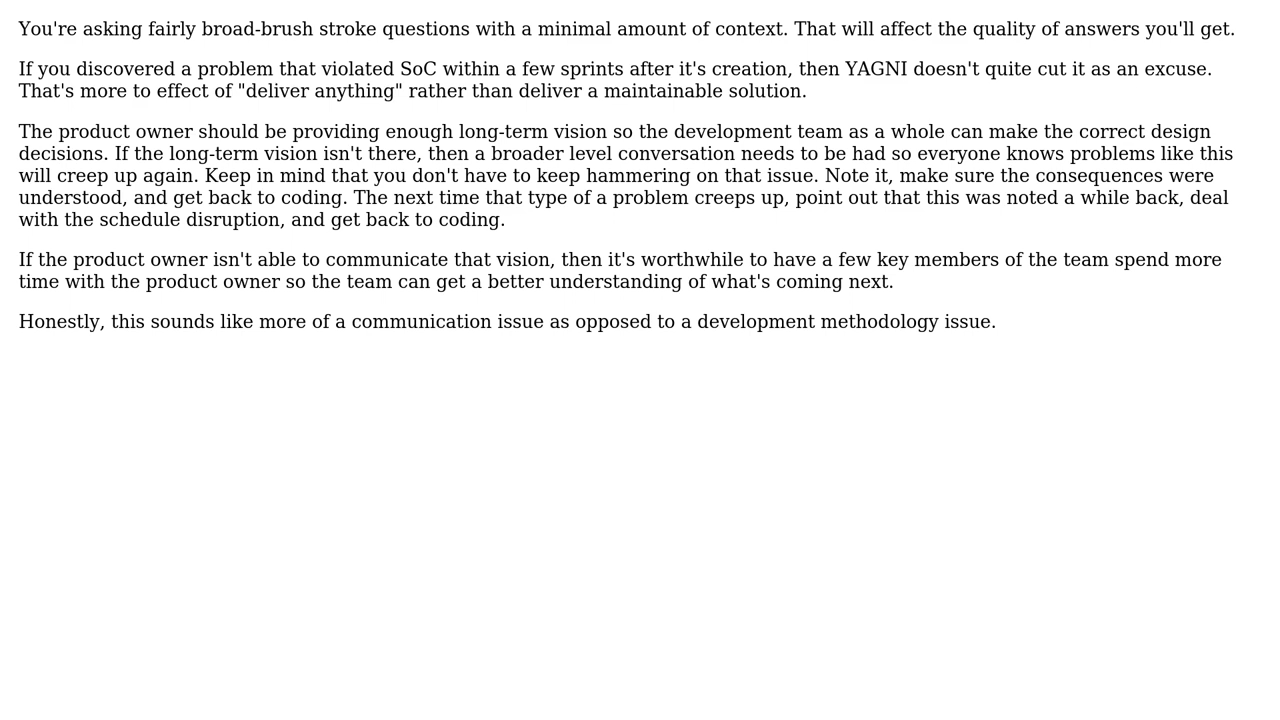 You're asking fairly broad-brush stroke questions with a minimal amount of context. That will affect the quality of answers you'll get.
If you discovered a problem that violated SoC within a few sprints after it's creation, then YAGNI doesn't quite cut it as an excuse.
That's more to effect of "deliver anything" rather than deliver a maintainable solution.
The product owner should be providing enough long-term vision so the development team as a whole can make the correct design
decisions. If the long-term vision isn't there, then a broader level conversation needs to be had so everyone knows problems like this
will creep up again. Keep in mind that you don't have to keep hammering on that issue. Note it, make sure the consequences were
understood, and get back to coding. The next time that type of a problem creeps up, point out that this was noted a while back, deal
with the schedule disruption, and get back to coding.
If the product owner isn't able to communicate that vision, then it's worthwhile to have a few key members of the team spend more
time with the product owner so the team can get a better understanding of what's coming next.
Honestly, this sounds like more of a communication issue as opposed to a development methodology issue.